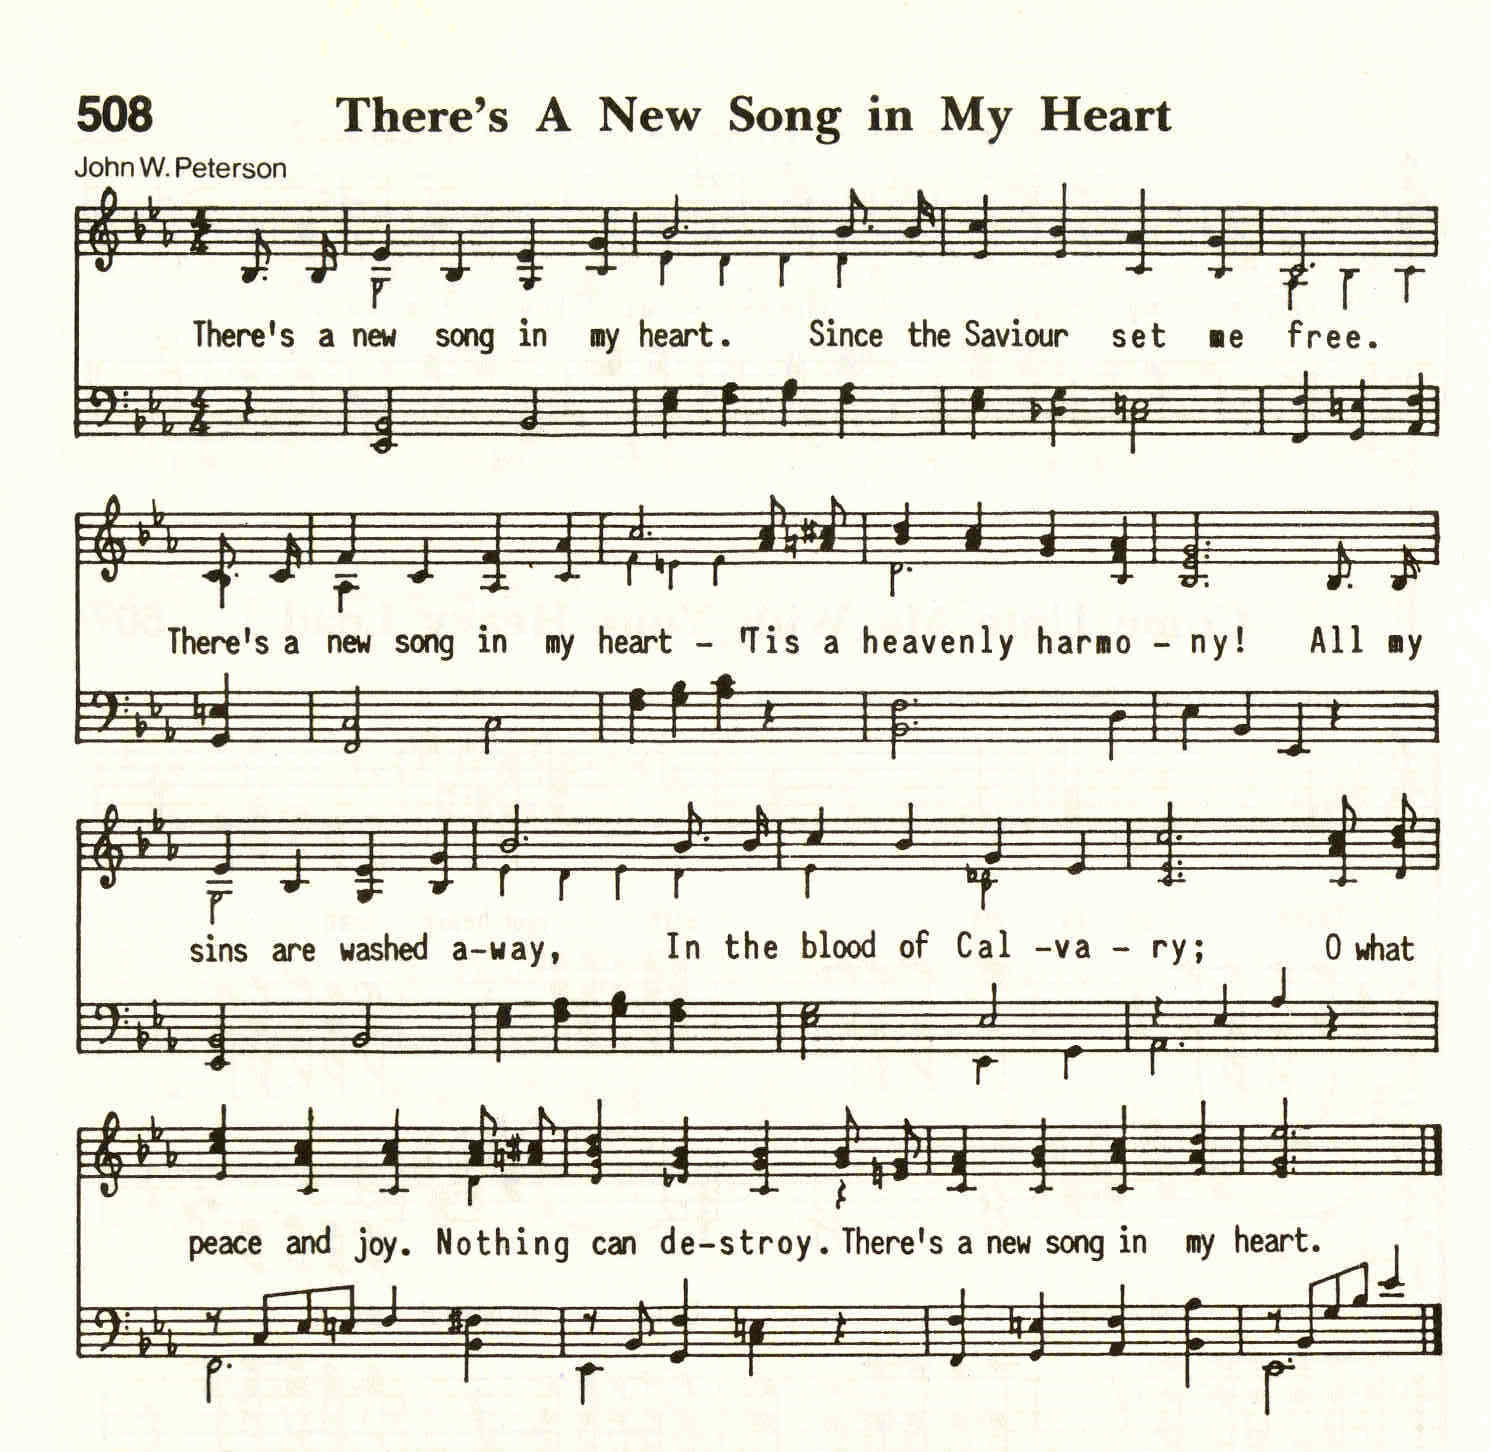 508 There's A New Song in My Heart
John W. Peterson
There's a new song in my heart. Since the Saviour set me free.
There's a new song in my heart – 'Tis a heavenly harmo – ny! All my
sins are washed a–way, In the blood of Cal –va – ry; O what
peace and joy. Nothing can de–stroy. There's a new song in my heart.